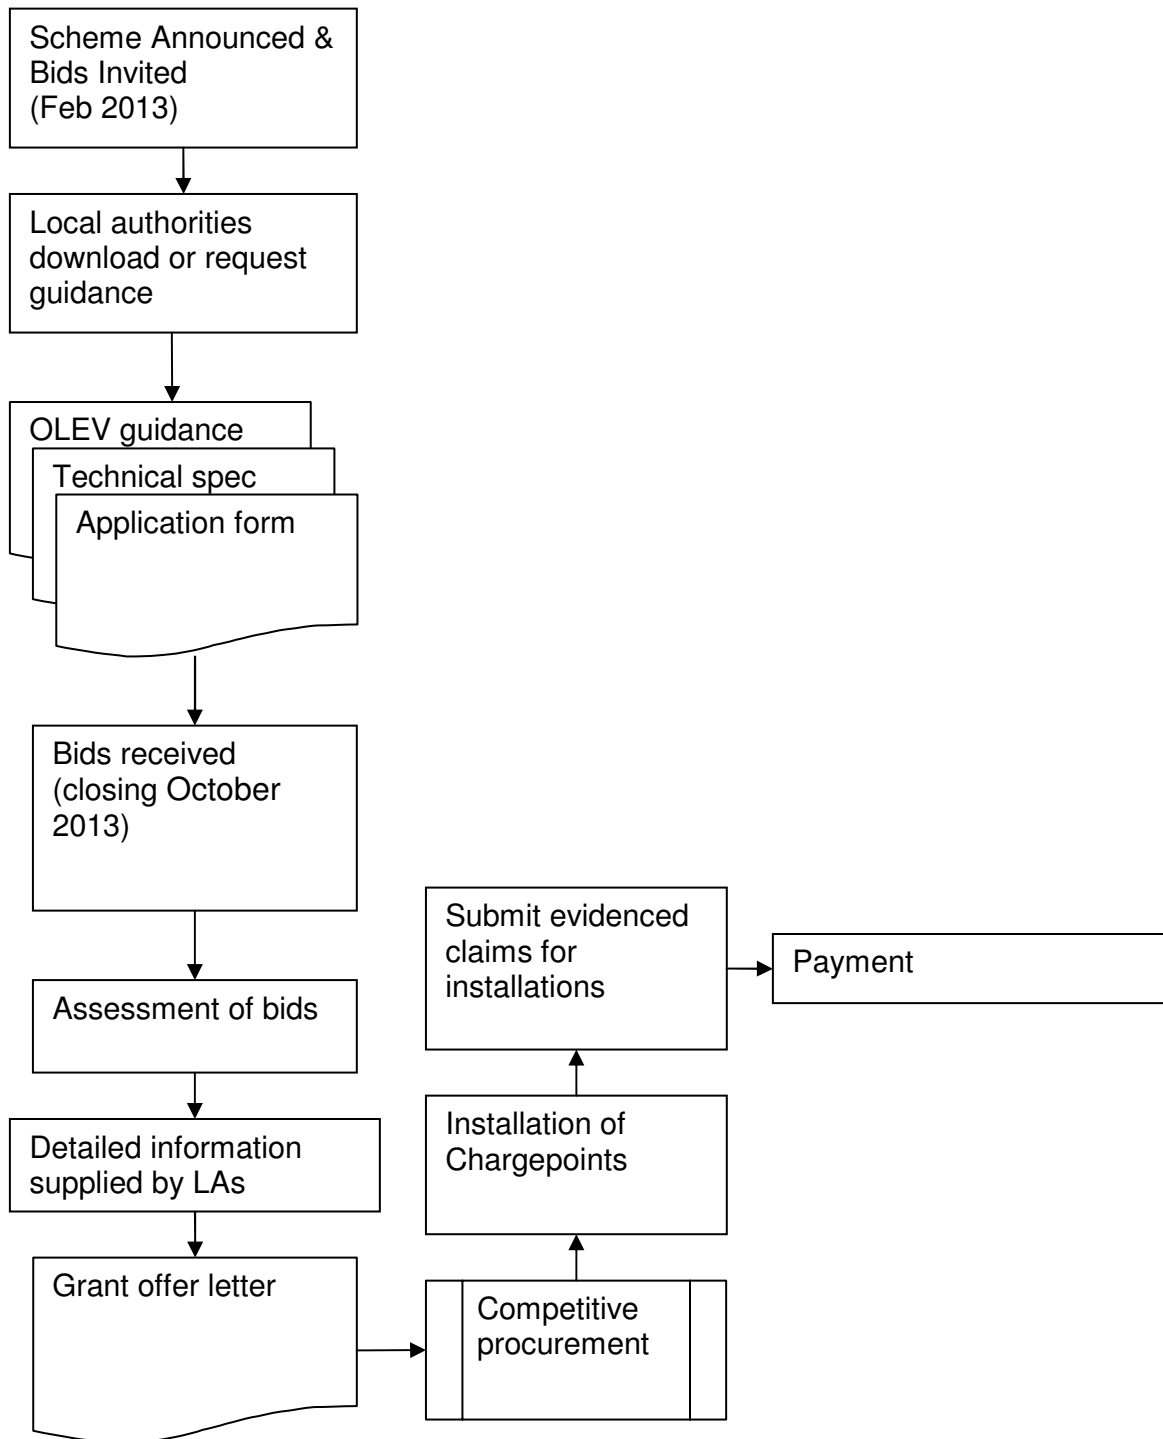 Scheme Announced &
Bids Invited
(Feb 2013)
Local authorities
download or request
guidance
OLEV guidance
Technical spec
Application form
Bids received
(closing October
2013)
Assessment of bids
Detailed information
supplied by LAs
Grant offer letter
Competitive
procurement
Installation of
Chargepoints
Submit evidenced
claims for
installations
Payment